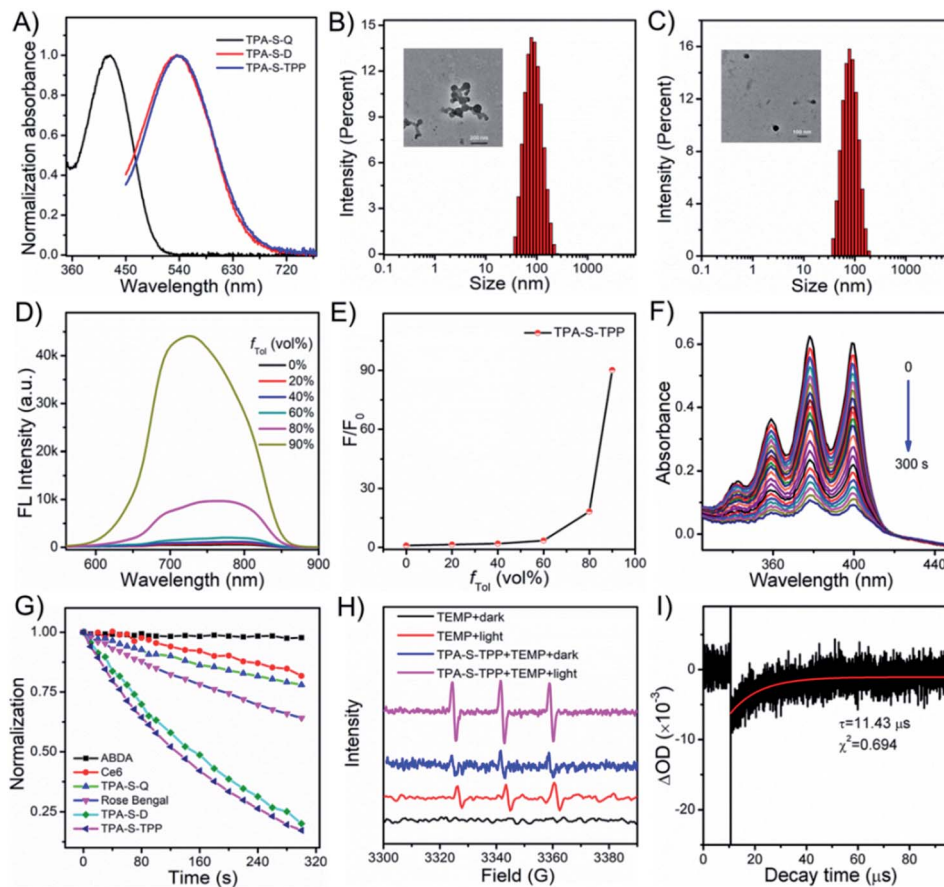 A)
Normalization absorbance
1.0
0.8
0.6
0.4
0.2
0.0
TPA-S-Q
TPA-S-D
TPA-S-TPP
360 450 540 630 720
Wavelength (nm)
B)
Intensity (Percent)
15
12
9
6
3
0
200 nm
0.1 1 10 100 1000
Size (nm)
C)
Intensity (Percent)
16
12
8
4
0
100 nm
0.1 1 10 100 1000
Size (nm)
D)
FL Intensity (a.u.)
40k
30k
20k
10k
0
fTol (vol%)
0%
20%
40%
60%
80%
90%
600 700 800 900
Wavelength (nm)
E)
F/F0
90
60
30
0
TPA-S-TPP
0 20 40 60 80 100
fTol (vol%)
F)
Absorbance
0.6
0.4
0.2
0.0
0
300 s
360 400 440
Wavelength (nm)
G)
Normalization
1.00
0.75
0.50
0.25
ABDA
Ce6
TPA-S-Q
Rose Bengal
TPA-S-D
TPA-S-TPP
0 80 160 240 320
Time (s)
H)
Intensity
TEMP+dark
TEMP+light
TPA-S-TPP+TEMP+dark
TPA-S-TPP+TEMP+light
3300 3330 3360 3390
Field (G)
I)
ΔOD (×10-3)
0
-10
-20
τ=11.43 μs
χ2=0.694
0 20 40 60 80
Decay time (μs)